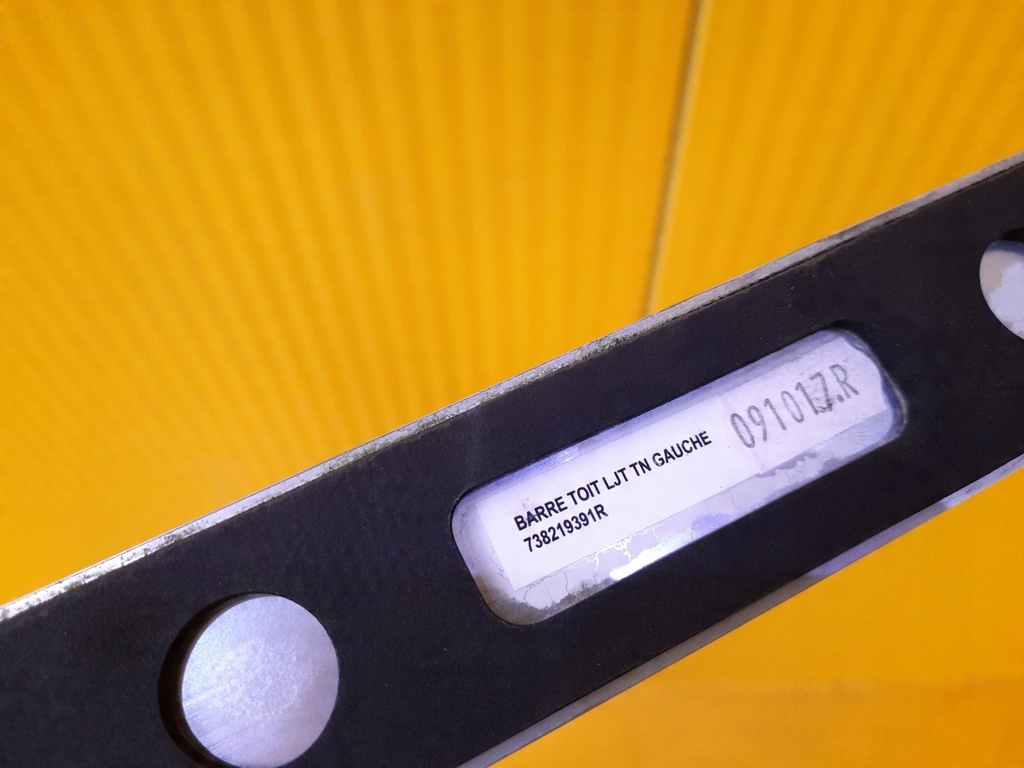 BARRE TOIT LJT TN GAUCHE
738219391R
091017.R